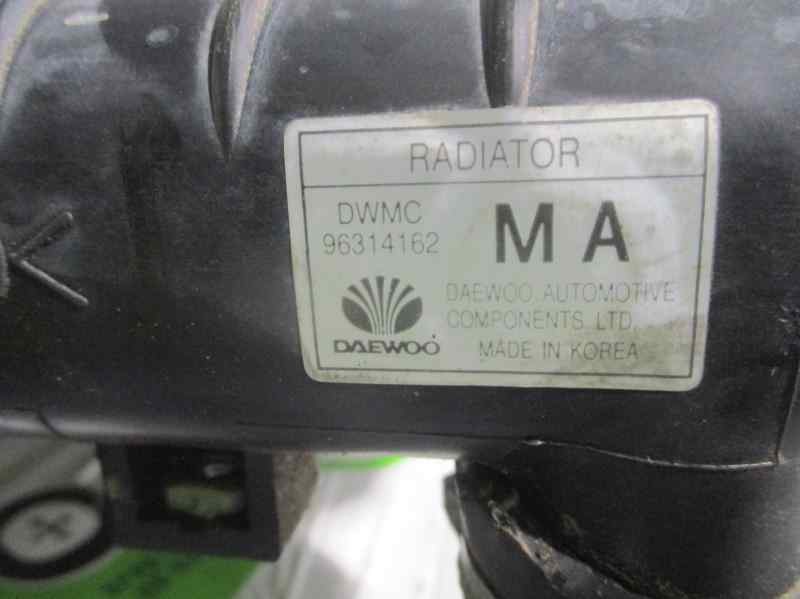 RADIATOR
DWMC
96314162
MA
DAEWOO
DAEWOO AUTOMOTIVE
COMPONENTS, LTD.
MADE IN KOREA